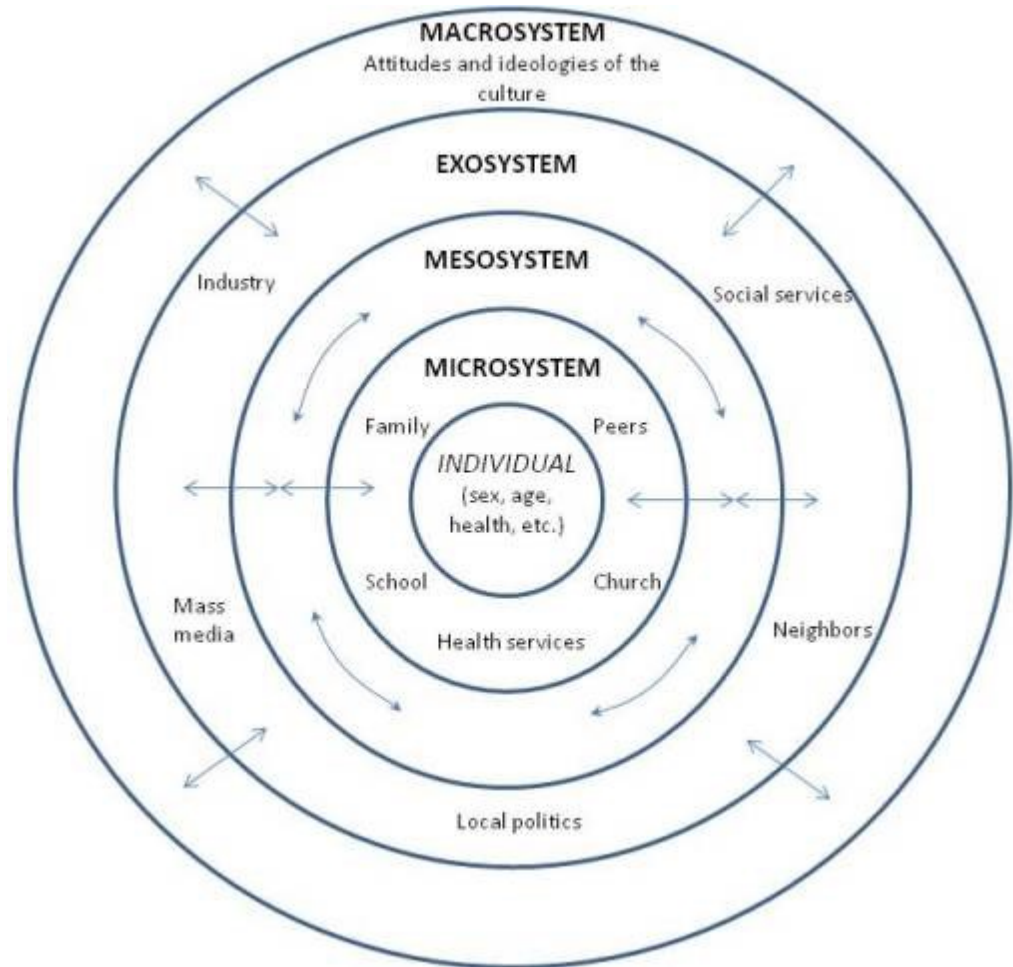 MACROSYSTEM
Attitudes and ideologies of the
culture
EXOSYSTEM
MESOSYSTEM
Industry
Social services
MICROSYSTEM
Family
Peers
INDIVIDUAL
(sex, age,
health, etc.)
School
Church
Mass
media
Health services
Neighbors
Local politics